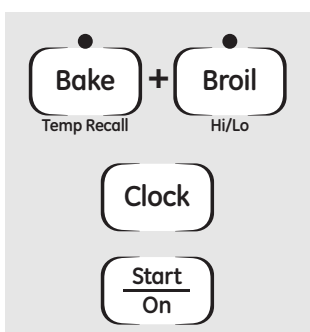 Bake + Broil
Temp Recall Hi/Lo
Clock
Start
On